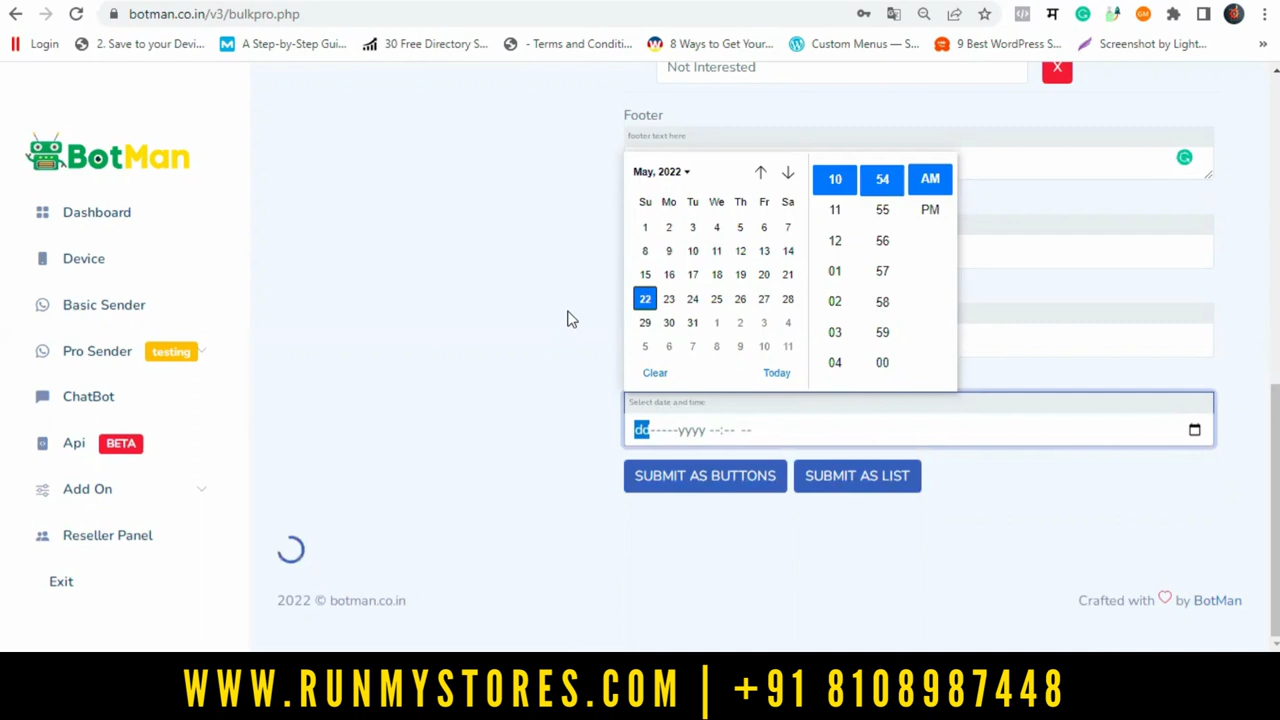 botman.co.in/v3/bulkpro.php
Login
2. Save to your Devi...
A Step-by-Step Gui...
30 Free Directory S...
- Terms and Conditi...
8 Ways to Get Your...
Custom Menus — S...
9 Best WordPress S...
Screenshot by Light...
»
Not Interested
X
BotMan
Dashboard
Device
Basic Sender
Pro Sender testing
ChatBot
Api BETA
Add On
Reseller Panel
Exit
Footer
footer text here
May, 2022
Su Mo Tu We Th Fr Sa
1 2 3 4 5 6 7
8 9 10 11 12 13 14
15 16 17 18 19 20 21
22 23 24 25 26 27 28
29 30 31 1 2 3 4
5 6 7 8 9 10 11
Clear Today
10 54 AM
11 55 PM
12 56
01 57
02 58
03 59
04 00
Select date and time
dd-----yyyy --:-- --
SUBMIT AS BUTTONS SUBMIT AS LIST
2022 © botman.co.in
Crafted with by BotMan
WWW.RUNMYSTORES.COM | +91 8108987448